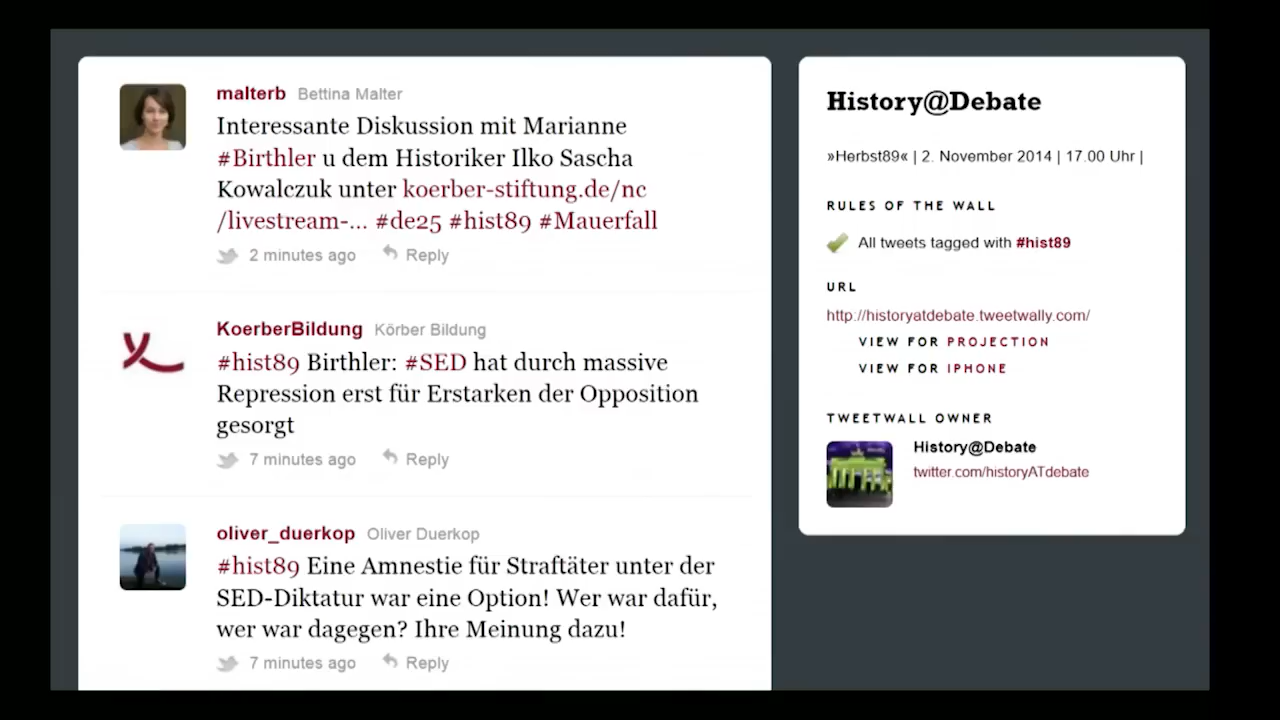 malterb Bettina Malter
Interessante Diskussion mit Marianne
#Birthler u dem Historiker Ilko Sascha
Kowalczuk unter koerber-stiftung.de/nc
/livestream-... #de25 #hist89 #Mauerfall
2 minutes ago Reply
KoerberBildung Körber Bildung
#hist89 Birthler: #SED hat durch massive
Repression erst für Erstarken der Opposition
gesorgt
7 minutes ago Reply
oliver_duerkop Oliver Duerkop
#hist89 Eine Amnestie für Straftäter unter der
SED-Diktatur war eine Option! Wer war dafür,
wer war dagegen? Ihre Meinung dazu!
7 minutes ago Reply
History@Debate
»Herbst89« | 2. November 2014 | 17.00 Uhr |
RULES OF THE WALL
All tweets tagged with #hist89
URL
http://historyatdebate.tweetwally.com/
VIEW FOR PROJECTION
VIEW FOR IPHONE
TWEETWALL OWNER
History@Debate
twitter.com/historyATdebate